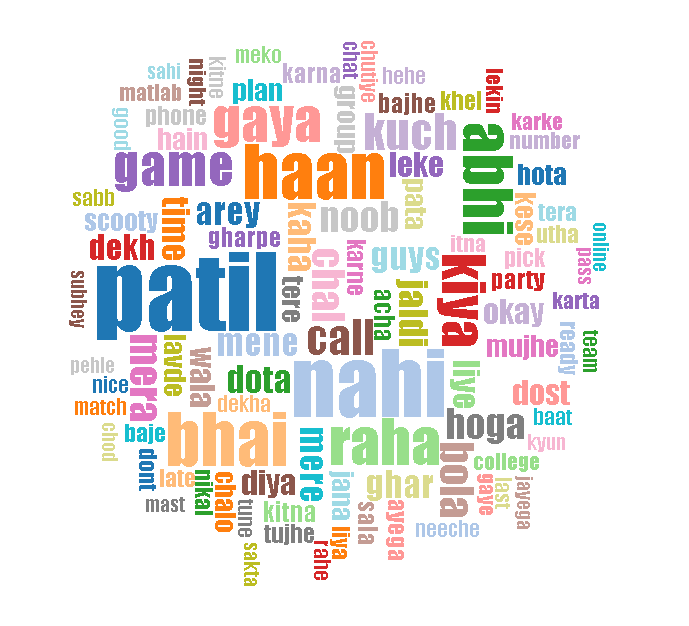 meko
sahi
night
kitne
karna
chat
chutiye
hehe
lekin
matlab
plan
group
bajhe
khel
good
phone
hain
gaya
kuch
abhi
karke
number
game
haan
leke
hota
sabb
scooty
time
arey
kaha
noob
pata
kese
tera
utha
online
dekh
gharpe
karne
guys
itna
pick
pass
subhey
patil
tere
chal
acha
jaldi
kiya
party
okay
karta
mera
lavde
wala
mene
call
mujhe
ready
team
pehle
nice
dota
nahi
liye
dost
match
dekha
baat
chod
baje
bhai
mere
raha
hoga
kyun
dont
late
nikal
chalo
diya
jana
ghar
bola
college
gaye
last
jayega
mast
tune
kitna
tujhe
liya
sala
ayega
neeche
sakta
rahe